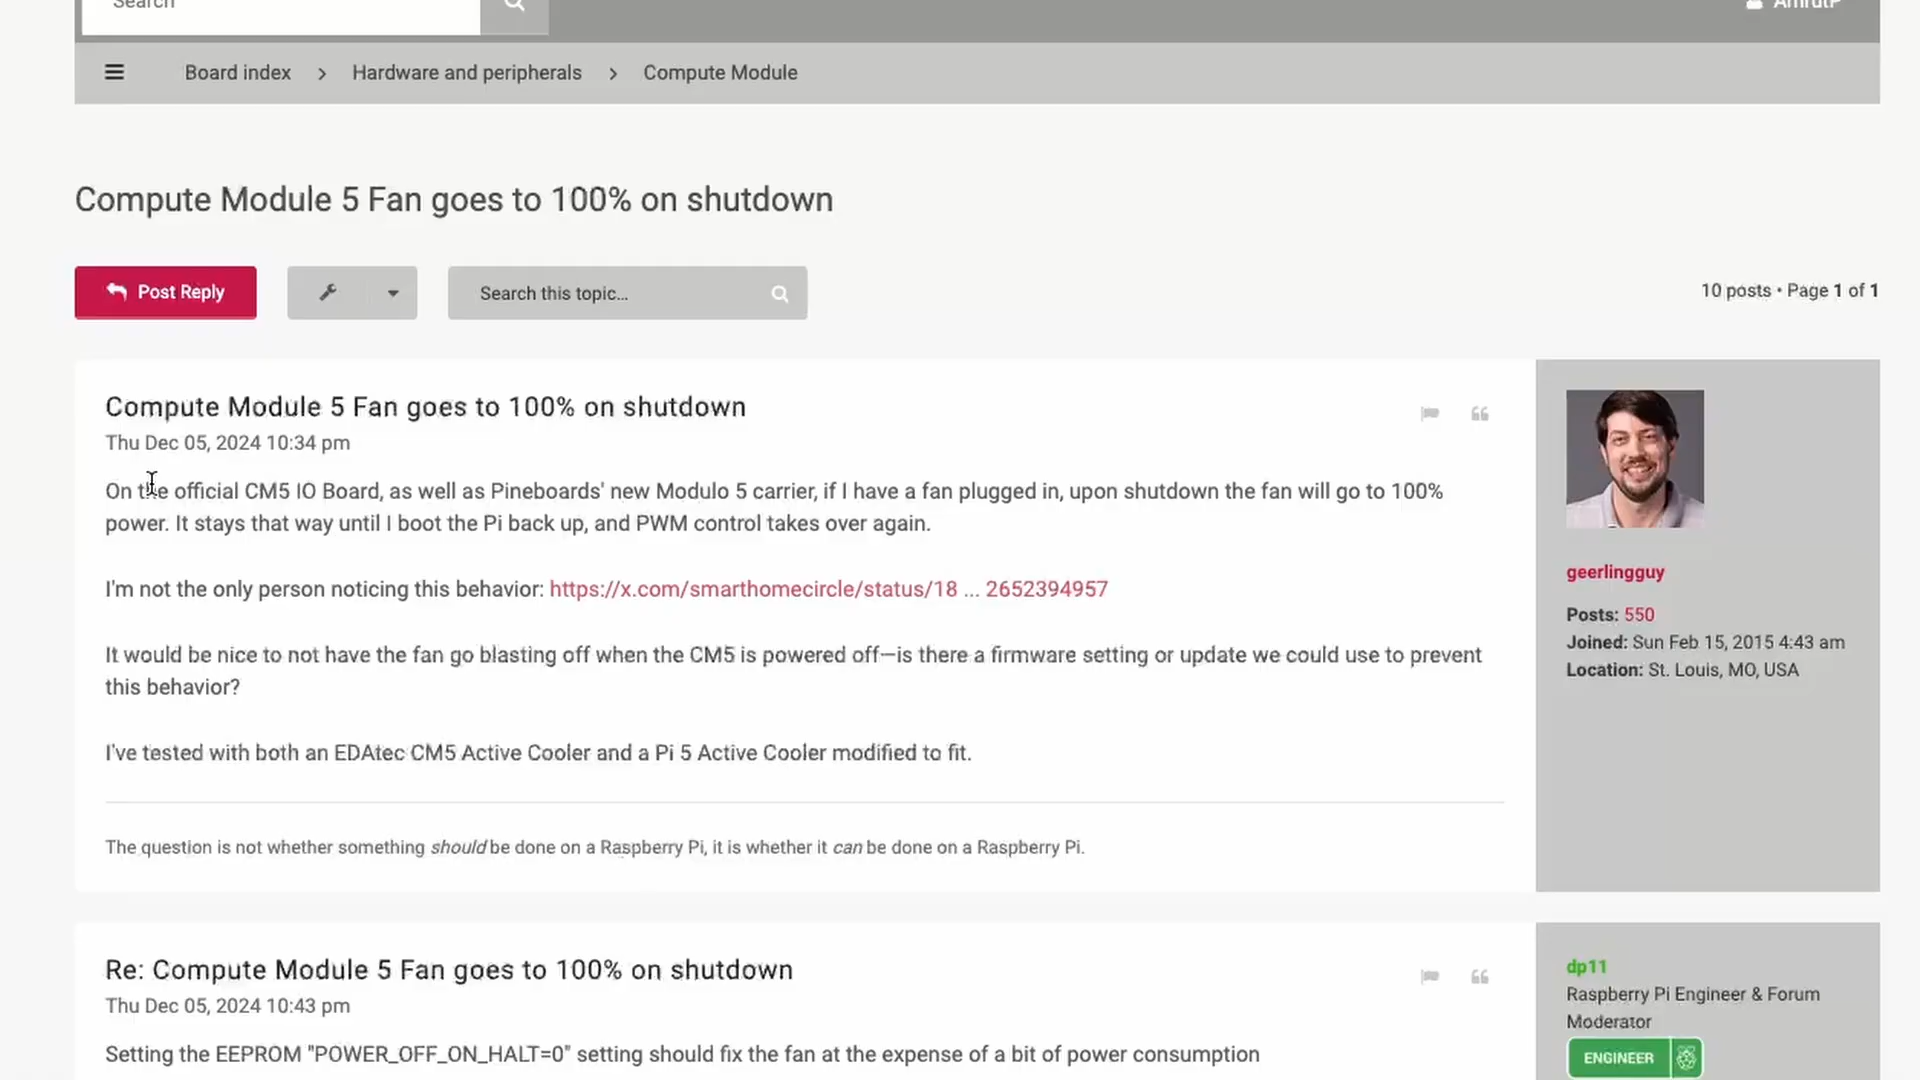 Search
AmrutP
Board index > Hardware and peripherals > Compute Module
Compute Module 5 Fan goes to 100% on shutdown
Post Reply
Search this topic...
10 posts • Page 1 of 1
Compute Module 5 Fan goes to 100% on shutdown
Thu Dec 05, 2024 10:34 pm
On the official CM5 IO Board, as well as Pineboards' new Modulo 5 carrier, if I have a fan plugged in, upon shutdown the fan will go to 100%
power. It stays that way until I boot the Pi back up, and PWM control takes over again.
I'm not the only person noticing this behavior: https://x.com/smarthomecircle/status/18 ... 2652394957
It would be nice to not have the fan go blasting off when the CM5 is powered off—is there a firmware setting or update we could use to prevent
this behavior?
I've tested with both an EDAtec CM5 Active Cooler and a Pi 5 Active Cooler modified to fit.
The question is not whether something should be done on a Raspberry Pi, it is whether it can be done on a Raspberry Pi.
geerlingguy
Posts: 550
Joined: Sun Feb 15, 2015 4:43 am
Location: St. Louis, MO, USA
Re: Compute Module 5 Fan goes to 100% on shutdown
Thu Dec 05, 2024 10:43 pm
Setting the EEPROM "POWER_OFF_ON_HALT=0" setting should fix the fan at the expense of a bit of power consumption
dp11
Raspberry Pi Engineer & Forum
Moderator
ENGINEER